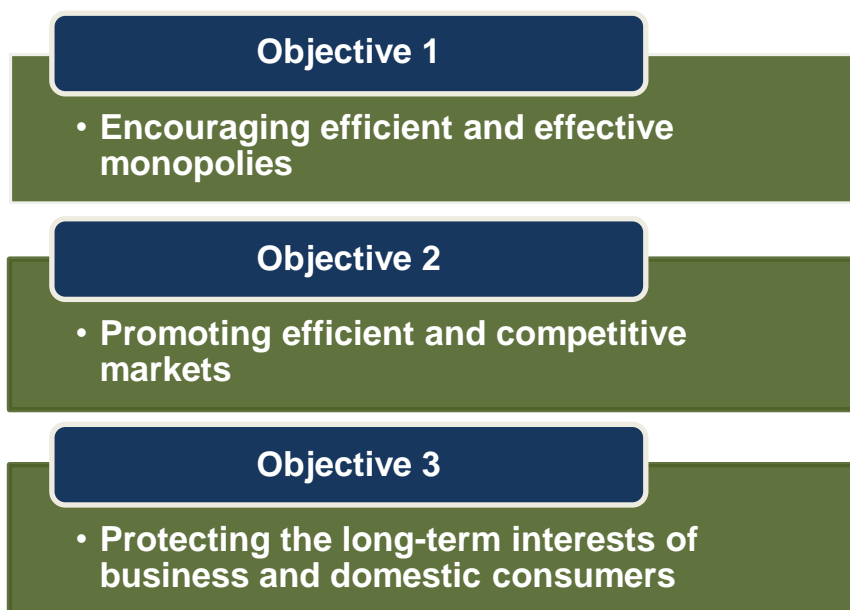 Objective 1
• Encouraging efficient and effective
monopolies
Objective 2
• Promoting efficient and competitive
markets
Objective 3
• Protecting the long-term interests of
business and domestic consumers